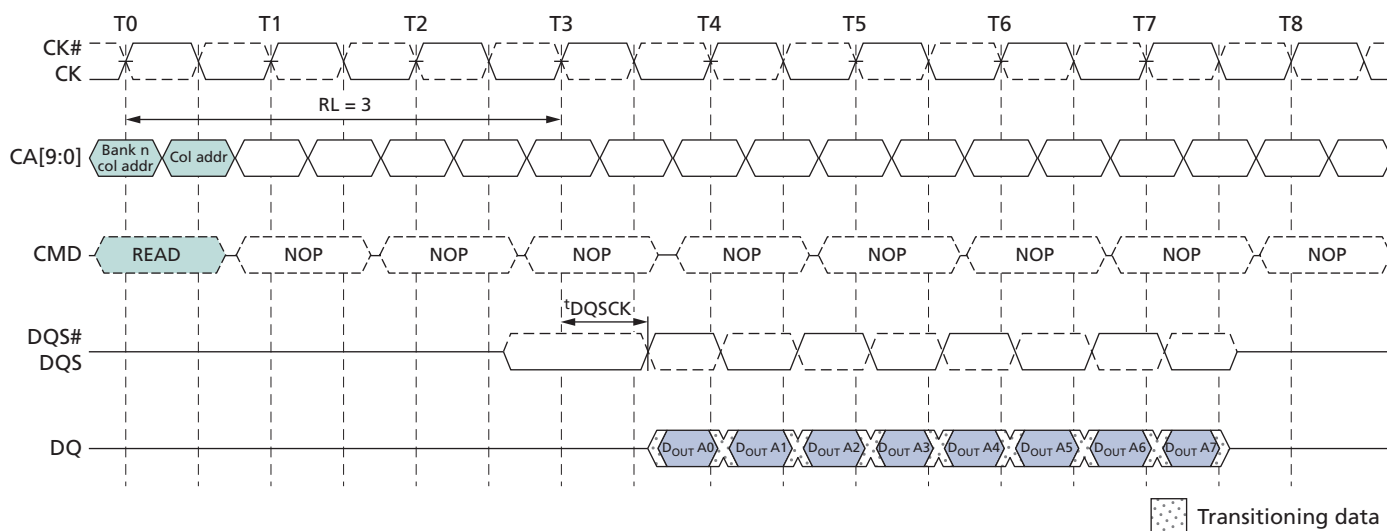 T0 T1 T2 T3 T4 T5 T6 T7 T8
CK#
CK
RL = 3
CA[9:0] Bank n col addr Col addr
CMD READ NOP NOP NOP NOP NOP NOP NOP NOP
tDQSCK
DQS#
DQS
DQ DOUT A0 DOUT A1 DOUT A2 DOUT A3 DOUT A4 DOUT A5 DOUT A6 DOUT A7
Transitioning data